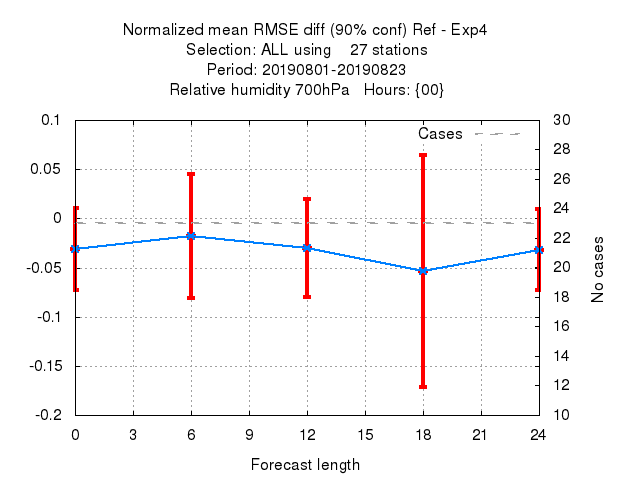 Normalized mean RMSE diff (90% conf) Ref - Exp4
Selection: ALL using    27 stations
Period: 20190801-20190823
Relative humidity 700hPa   Hours: {00}
0.1
0.05
0
-0.05
-0.1
-0.15
-0.2
Cases
30
28
26
24
22
20
18
16
14
12
10
No cases
0 3 6 9 12 15 18 21 24
Forecast length